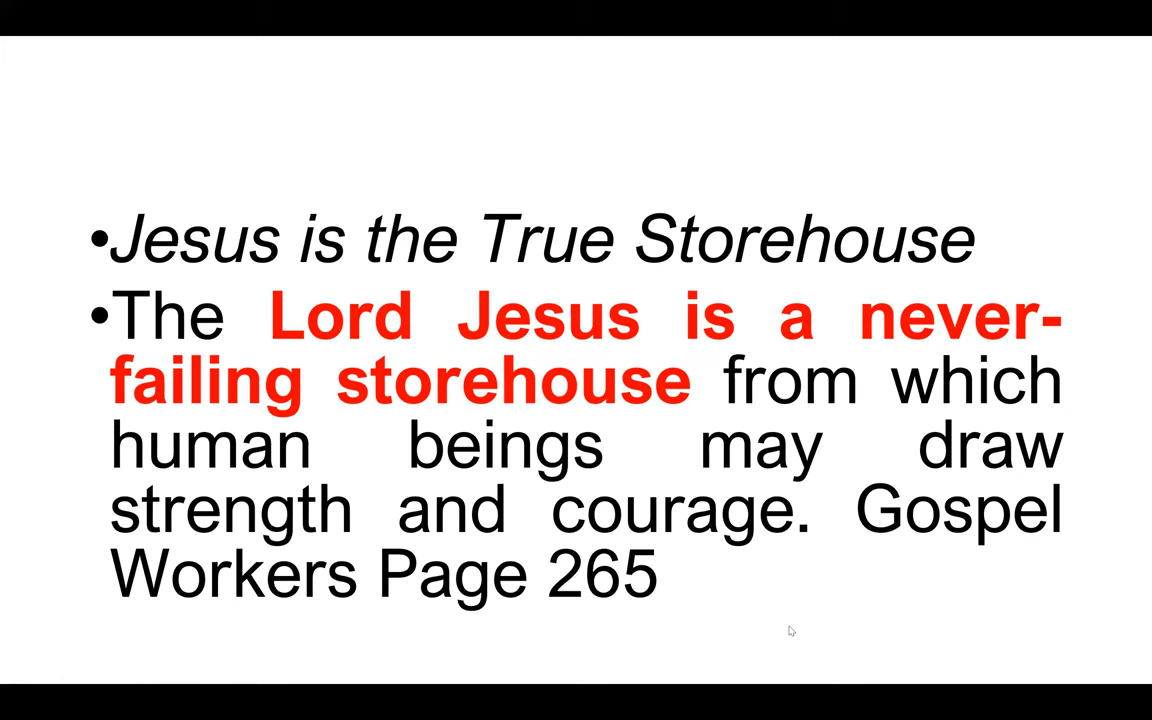 •Jesus is the True Storehouse
•The Lord Jesus is a never-
failing storehouse from which
human beings may draw
strength and courage. Gospel
Workers Page 265